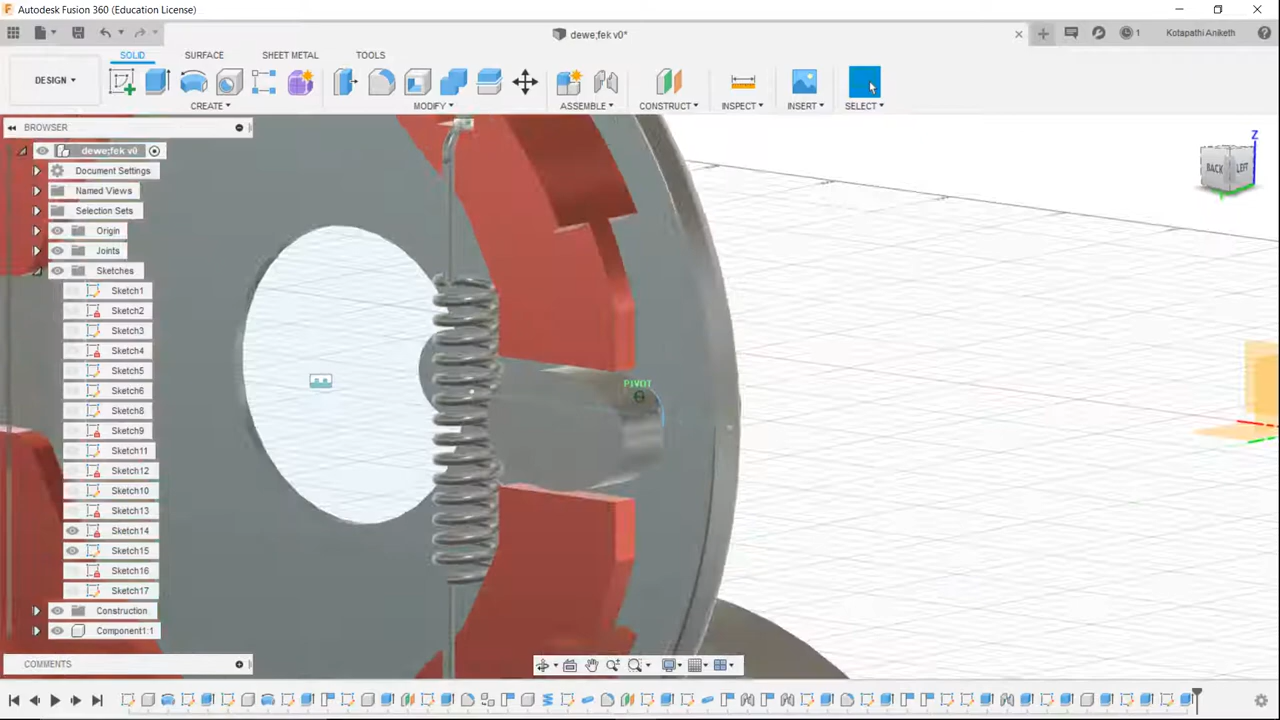 Autodesk Fusion 360 (Education License)
dewe;fek v0*
1
Kotapathi Aniketh
DESIGN
SOLID
SURFACE
SHEET METAL
TOOLS
CREATE
MODIFY
ASSEMBLE
CONSTRUCT
INSPECT
INSERT
SELECT
BROWSER
dewe;fek v0
Document Settings
Named Views
Selection Sets
Origin
Joints
Sketches
Sketch1
Sketch2
Sketch3
Sketch4
Sketch5
Sketch6
Sketch8
Sketch9
Sketch11
Sketch12
Sketch10
Sketch13
Sketch14
Sketch15
Sketch16
Sketch17
Construction
Component1:1
COMMENTS
PIVOT
Z
BACK
LEFT